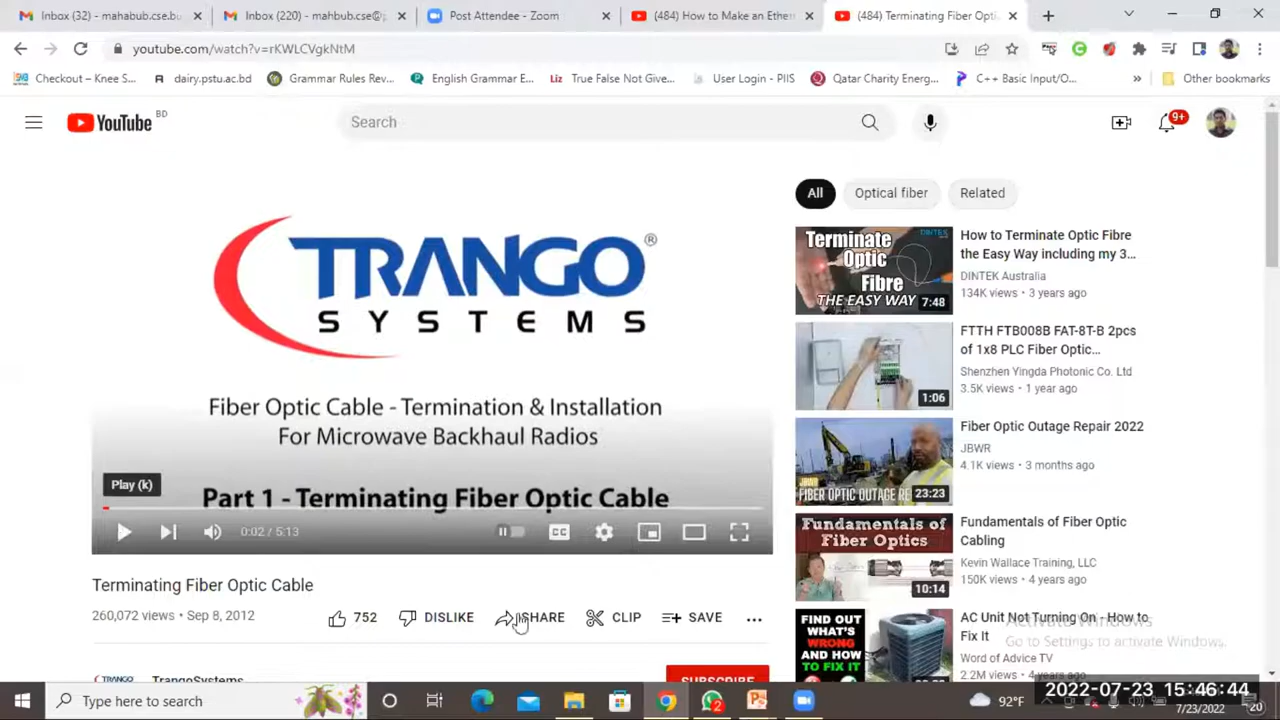 Inbox (32) - mahabub.cse.bu
Inbox (220) - mahbub.cse@p
Post Attendee - Zoom
(484) How to Make an Ether
(484) Terminating Fiber Opti
youtube.com/watch?v=rKWLCVgkNtM
Checkout – Knee S...
dairy.pstu.ac.bd
Grammar Rules Rev...
English Grammar E...
Liz True False Not Give...
User Login - PIIS
Qatar Charity Energ...
C++ Basic Input/O...
»
Other bookmarks
YouTube BD
Search
9+
All
Optical fiber
Related
TRANGO®
SYSTEMS
Fiber Optic Cable - Termination & Installation
For Microwave Backhaul Radios
Play (k)
Part 1 - Terminating Fiber Optic Cable
0:02 / 5:13
CC
Terminating Fiber Optic Cable
260,072 views • Sep 8, 2012
752
DISLIKE
SHARE
CLIP
SAVE
TRANGO
TrangoSystems
SUBSCRIBE
Terminate
Optic
Fibre
THE EASY WAY
DINTEK
7:48
How to Terminate Optic Fibre
the Easy Way including my 3...
DINTEK Australia
134K views • 3 years ago
1:06
FTTH FTB008B FAT-8T-B 2pcs
of 1x8 PLC Fiber Optic...
Shenzhen Yingda Photonic Co. Ltd
3.5K views • 1 year ago
JBWR
FIBER OPTIC OUTAGE RE
23:23
Fiber Optic Outage Repair 2022
JBWR
4.1K views • 3 months ago
Fundamentals of
Fiber Optics
10:14
Fundamentals of Fiber Optic
Cabling
Kevin Wallace Training, LLC
150K views • 4 years ago
FIND OUT
WHAT'S
WRONG
AND HOW
TO FIX IT
AC Unit Not Turning On - How to
Fix It
Word of Advice TV
2.2M views • 4 years ago
Activate Windows
Go to Settings to activate Windows.
Type here to search
2
92°F
2022-07-23 15:46:44
7/23/2022
20